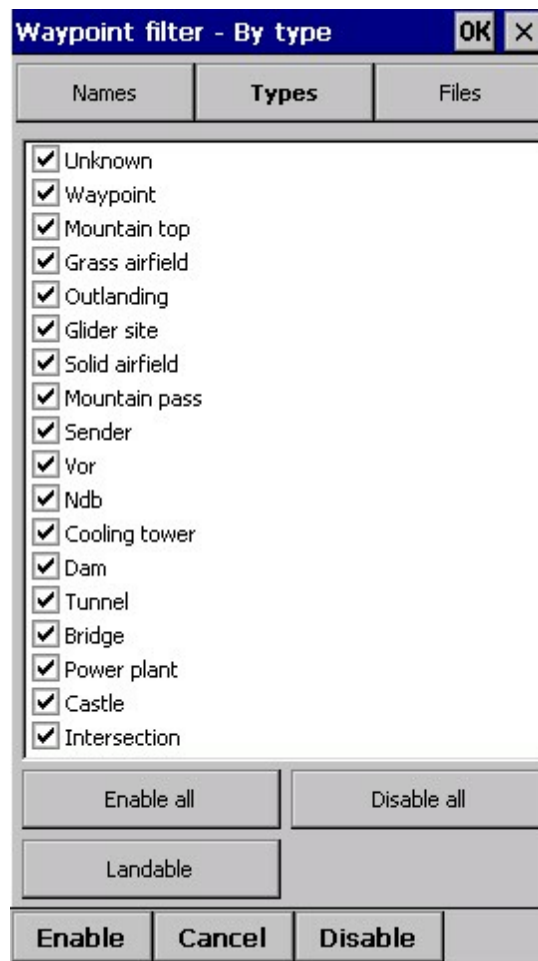 Waypoint filter - By type OK ×
Names Types Files
Unknown
Waypoint
Mountain top
Grass airfield
Outlanding
Glider site
Solid airfield
Mountain pass
Sender
Vor
Ndb
Cooling tower
Dam
Tunnel
Bridge
Power plant
Castle
Intersection
Enable all Disable all
Landable
Enable Cancel Disable